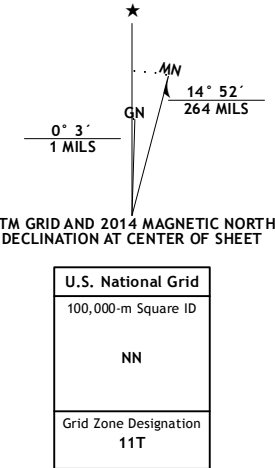 MN
GN
14° 52´
264 MILS
0° 3´
1 MILS
TM GRID AND 2014 MAGNETIC NORTH
DECLINATION AT CENTER OF SHEET
U.S. National Grid
100,000-m Square ID
NN
Grid Zone Designation
11T